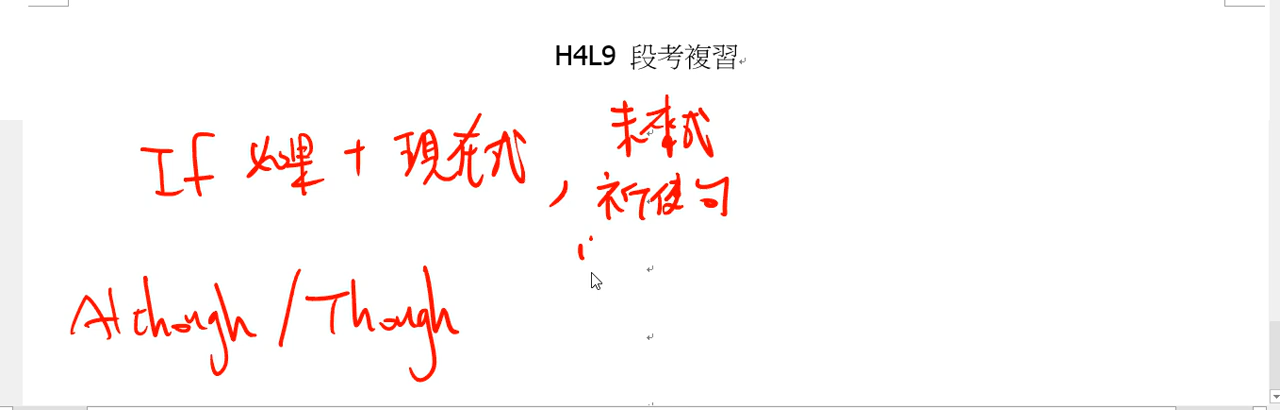 H4L9 段考複習
未來式
If 如果 + 現在式 , 祈使句
Although / Though